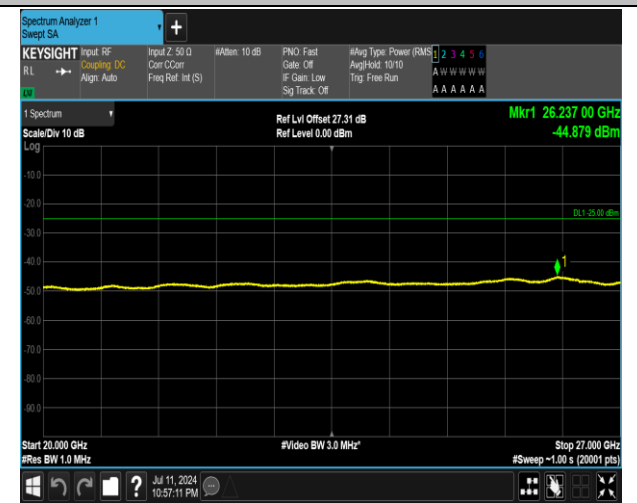 Spectrum Analyzer 1
Swept SA
+
KEYSIGHT
RL
Input: RF
Coupling: DC
Align: Auto
Input Z: 50 Ω
Corr CCorr
Freq Ref: Int (S)
#Atten: 10 dB
PNO: Fast
Gate: Off
IF Gain: Low
Sig Track: Off
#Avg Type: Power (RMS
Avg|Hold: 10/10
Trig: Free Run
1 2 3 4 5 6
A W W W W W
A A A A A A
1 Spectrum
Scale/Div 10 dB
Log
Ref Lvl Offset 27.31 dB
Ref Level 0.00 dBm
Mkr1 26.237 00 GHz
-44.879 dBm
-10.0
-20.0
DL1 -25.00 dBm
-30.0
-40.0
1
-50.0
-60.0
-70.0
-80.0
-90.0
Start 20.000 GHz
#Res BW 1.0 MHz
#Video BW 3.0 MHz*
Stop 27.000 GHz
#Sweep ~1.00 s (20001 pts)
?
Jul 11, 2024
10:57:11 PM